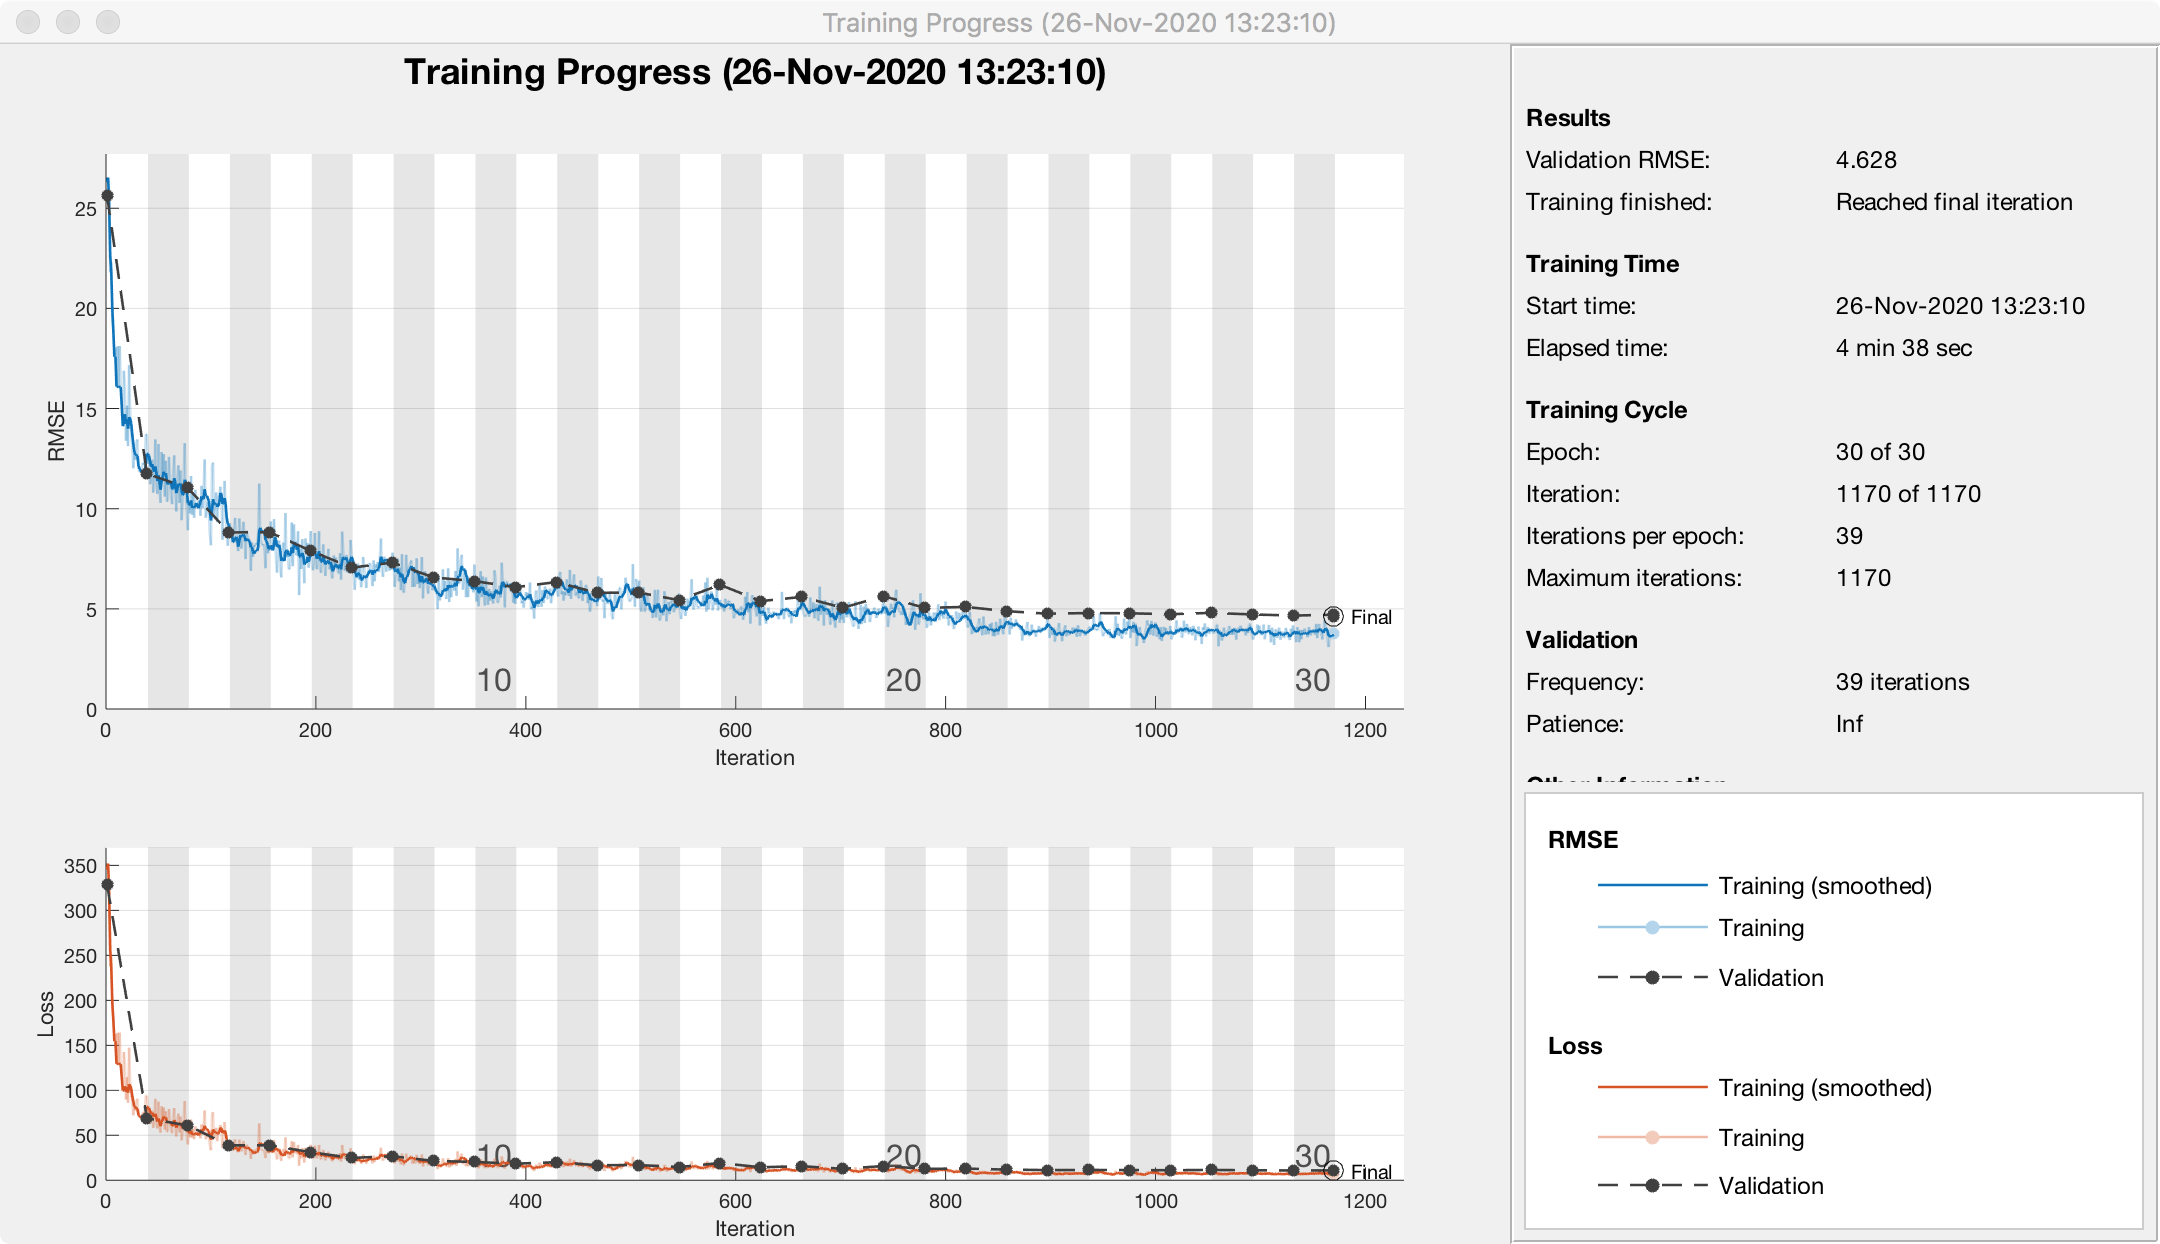 Training Progress (26-Nov-2020 13:23:10)
Training Progress (26-Nov-2020 13:23:10)
25
20
15
10
5
0
RMSE
10
20
30
Final
0
200
400
600
800
1000
1200
Iteration
350
300
250
200
150
100
50
0
Loss
10
20
30
Final
0
200
400
600
800
1000
1200
Iteration
Results
Validation RMSE: 4.628
Training finished: Reached final iteration
Training Time
Start time: 26-Nov-2020 13:23:10
Elapsed time: 4 min 38 sec
Training Cycle
Epoch: 30 of 30
Iteration: 1170 of 1170
Iterations per epoch: 39
Maximum iterations: 1170
Validation
Frequency: 39 iterations
Patience: Inf
Other Information
RMSE
Training (smoothed)
Training
Validation
Loss
Training (smoothed)
Training
Validation